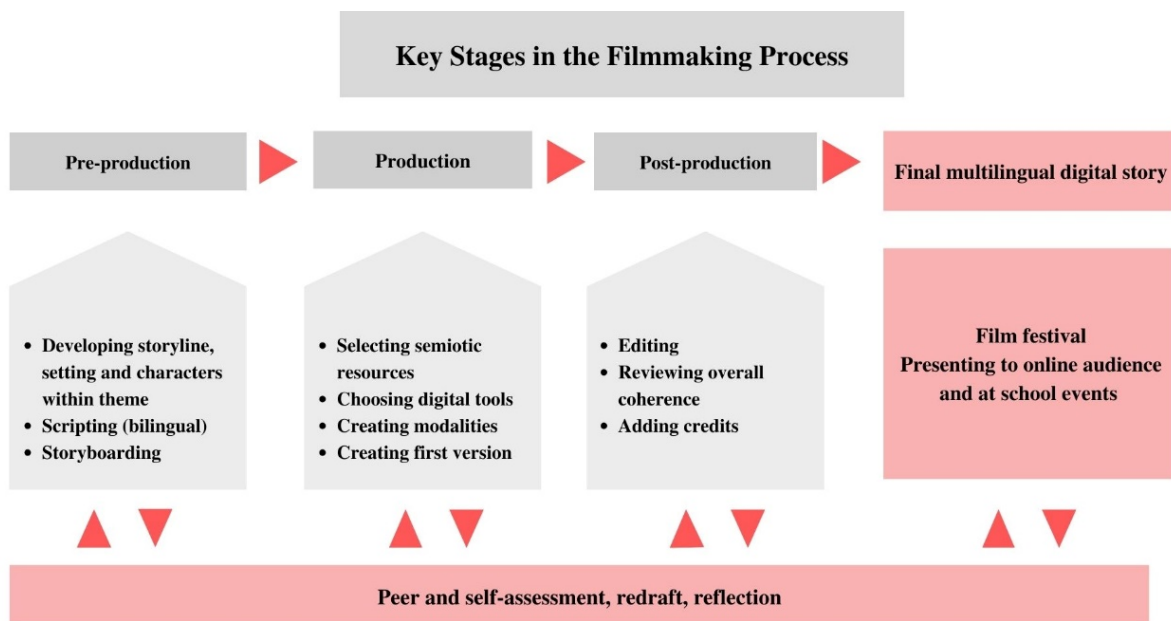 Key Stages in the Filmmaking Process
Pre-production
Production
Post-production
Final multilingual digital story
• Developing storyline,
setting and characters
within theme
• Scripting (bilingual)
• Storyboarding
• Selecting semiotic
resources
• Choosing digital tools
• Creating modalities
• Creating first version
• Editing
• Reviewing overall
coherence
• Adding credits
Film festival
Presenting to online audience
and at school events
Peer and self-assessment, redraft, reflection